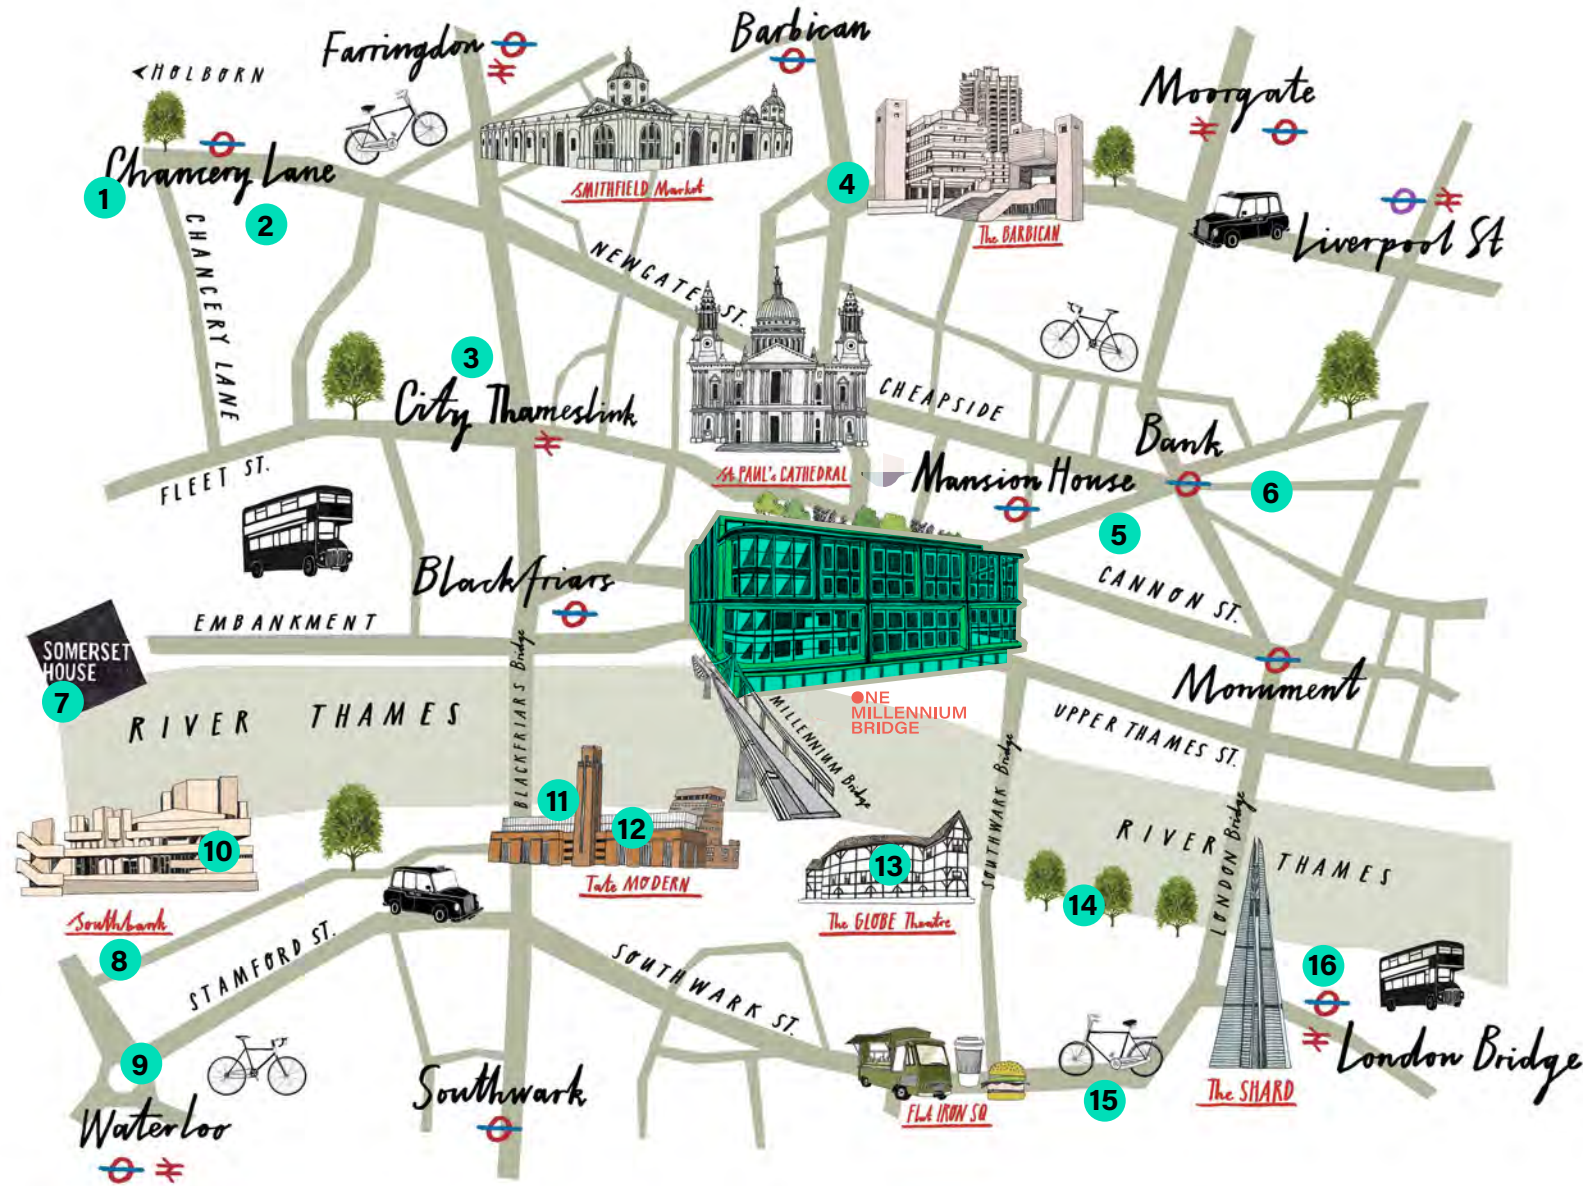 Farringdon
Barbican
◄HOLBORN
Moorgate
Chancery Lane
1
2
SMITHFIELD Market
4
The BARBICAN
Liverpool St
CHANCERY LANE
NEWGATE ST.
3
City Thameslink
CHEAPSIDE
Bank
St PAUL's CATHEDRAL
Mansion House
6
5
FLEET ST.
Blackfriars
CANNON ST.
EMBANKMENT
SOMERSET
HOUSE
7
Monument
RIVER THAMES
BLACKFRIARS Bridge
ONE
MILLENNIUM
BRIDGE
MILLENNIUM Bridge
UPPER THAMES ST.
SOUTHWARK Bridge
LONDON Bridge
11
12
10
13
RIVER THAMES
Tate MODERN
Southbank
The GLOBE Theatre
14
8
STAMFORD ST.
SOUTHWARK ST.
16
9
London Bridge
Southwark
15
The SHARD
Flat IRON SQ
Waterloo